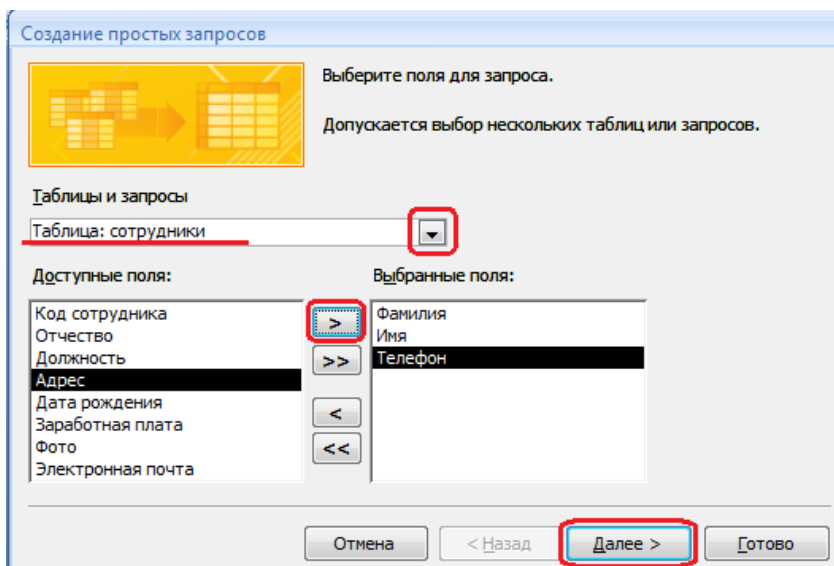 Создание простых запросов
Выберите поля для запроса.
Допускается выбор нескольких таблиц или запросов.
Таблицы и запросы
Таблица: сотрудники
Доступные поля:
Выбранные поля:
Код сотрудника
Отчество
Должность
Адрес
Дата рождения
Заработная плата
Фото
Электронная почта
>
>>
<
<<
Фамилия
Имя
Телефон
Отмена
< Назад
Далее >
Готово